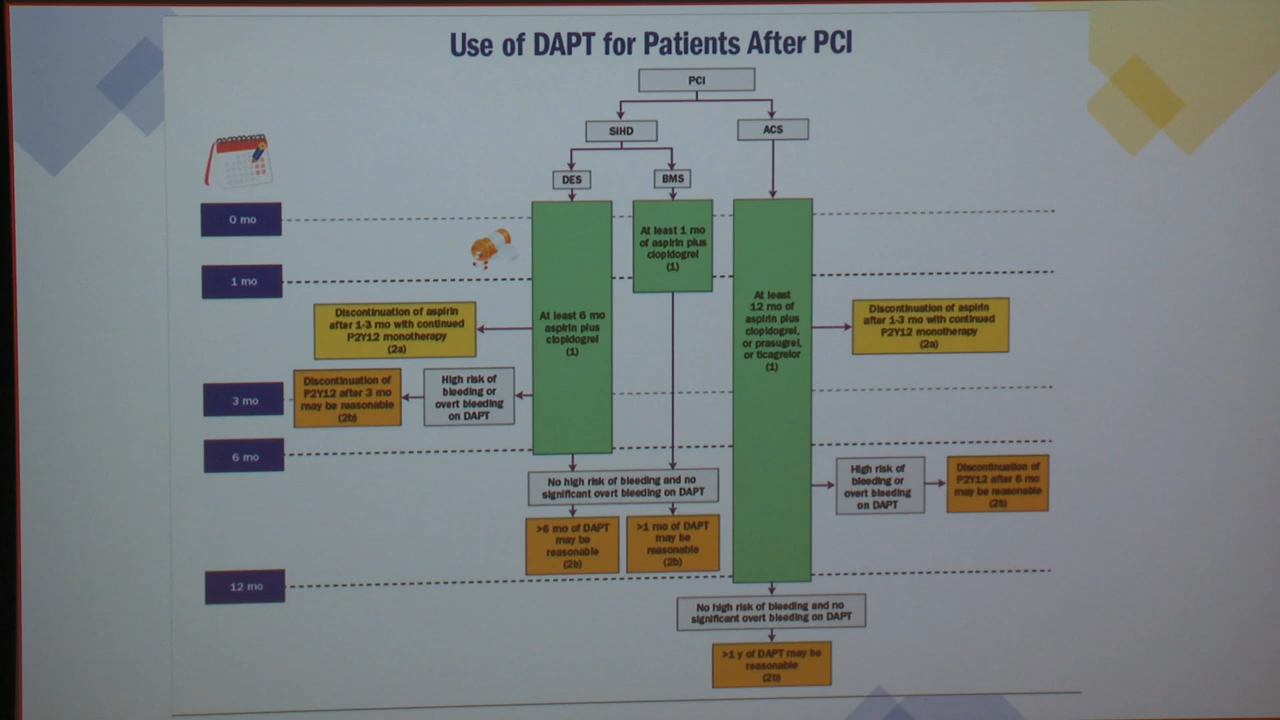 Use of DAPT for Patients After PCI
PCI
SIHD
ACS
DES
BMS
0 mo
1 mo
3 mo
6 mo
12 mo
At least 6 mo
aspirin plus
clopidogrel
(1)
At least 1 mo
of aspirin plus
clopidogrel
(1)
At least
12 mo of
aspirin plus
clopidogrel,
or prasugrel,
or ticagrelor
(1)
Discontinuation of aspirin
after 1-3 mo with continued
P2Y12 monotherapy
(2a)
Discontinuation of aspirin
after 1-3 mo with continued
P2Y12 monotherapy
(2a)
Discontinuation of
P2Y12 after 3 mo
may be reasonable
(2b)
High risk of
bleeding or
overt bleeding
on DAPT
No high risk of bleeding and no
significant overt bleeding on DAPT
>6 mo of DAPT
may be
reasonable
(2b)
>1 mo of DAPT
may be
reasonable
(2b)
High risk of
bleeding or
overt bleeding
on DAPT
Discontinuation of
P2Y12 after 6 mo
may be reasonable
(2b)
No high risk of bleeding and no
significant overt bleeding on DAPT
>1 y of DAPT may be
reasonable
(2b)